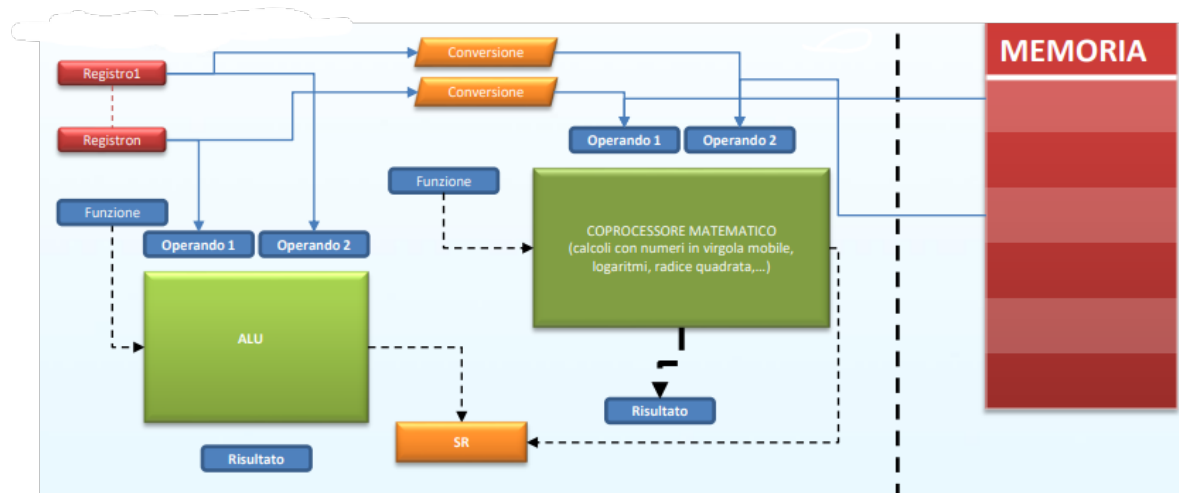 Conversione
MEMORIA
Registro1
Conversione
Registron
Operando 1
Operando 2
Funzione
Funzione
COPROCESSORE MATEMATICO
(calcoli con numeri in virgola mobile,
logaritmi, radice quadrata,...)
Operando 1
Operando 2
ALU
Risultato
SR
Risultato